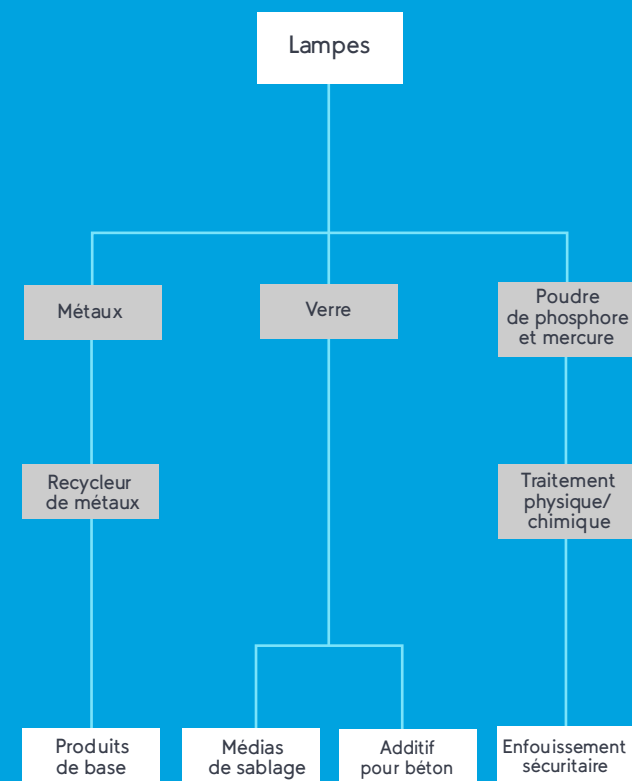 Lampes
Métaux
Verre
Poudre
de phosphore
et mercure
Recycleur
de métaux
Traitement
physique/
chimique
Produits
de base
Médias
de sablage
Additif
pour béton
Enfouissement
sécuritaire